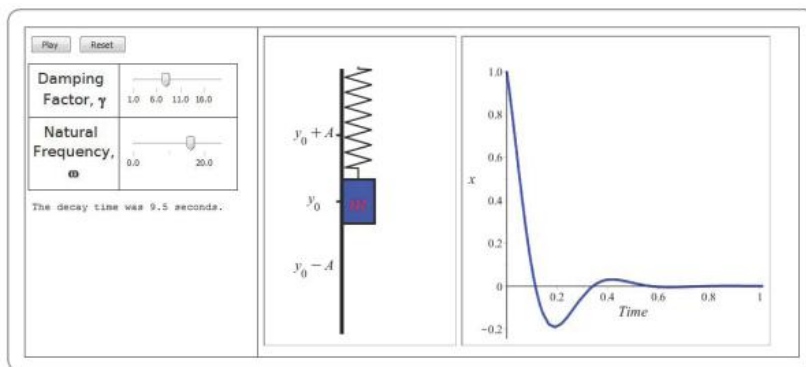 Play Reset
Damping
Factor, γ
1.0 6.0 11.0 16.0
Natural
Frequency,
ω
0.0 20.0
The decay time was 9.5 seconds.
y₀ + A
y₀
y₀ − A
1.0
0.8
0.6
x
0.4
0.2
0
0.2 0.4 0.6 0.8 1
Time
−0.2